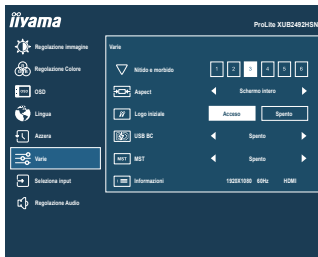 iiyama
ProLite XUB2492HSN
Regolazione immagine
Regolazione Colore
OSD
OSD
Lingua
Azzera
Varie
Seleziona input
Regolazione Audio
Varie
Nitido e morbido 1 2 3 4 5 6
Aspect Schermo intero
Logo iniziale Acceso Spento
USB BC Spento
MST MST Spento
Informazioni 1920X1080 60Hz HDMI